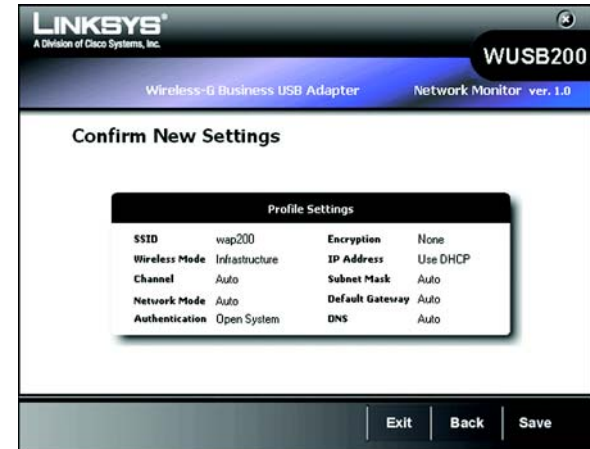 LINKSYS®
A Division of Cisco Systems, Inc.
WUSB200
Wireless-G Business USB Adapter Network Monitor ver. 1.0
Confirm New Settings
Profile Settings
SSID wap200 Encryption None
Wireless Mode Infrastructure IP Address Use DHCP
Channel Auto Subnet Mask Auto
Network Mode Auto Default Gateway Auto
Authentication Open System DNS Auto
Exit Back Save